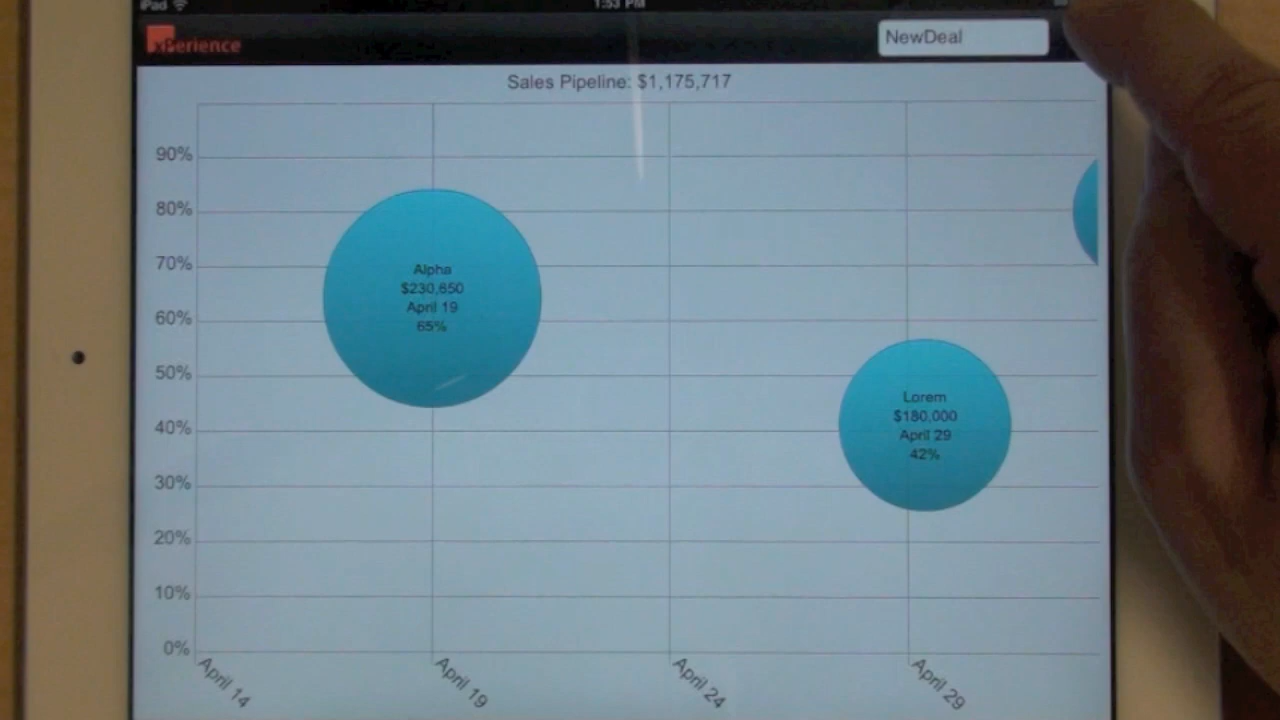 iPad
1:53 PM
xperience
NewDeal
Sales Pipeline: $1,175,717
90%
80%
70%
60%
50%
40%
30%
20%
10%
0%
Alpha
$230,650
April 19
65%
Lorem
$180,000
April 29
42%
April 14
April 19
April 24
April 29